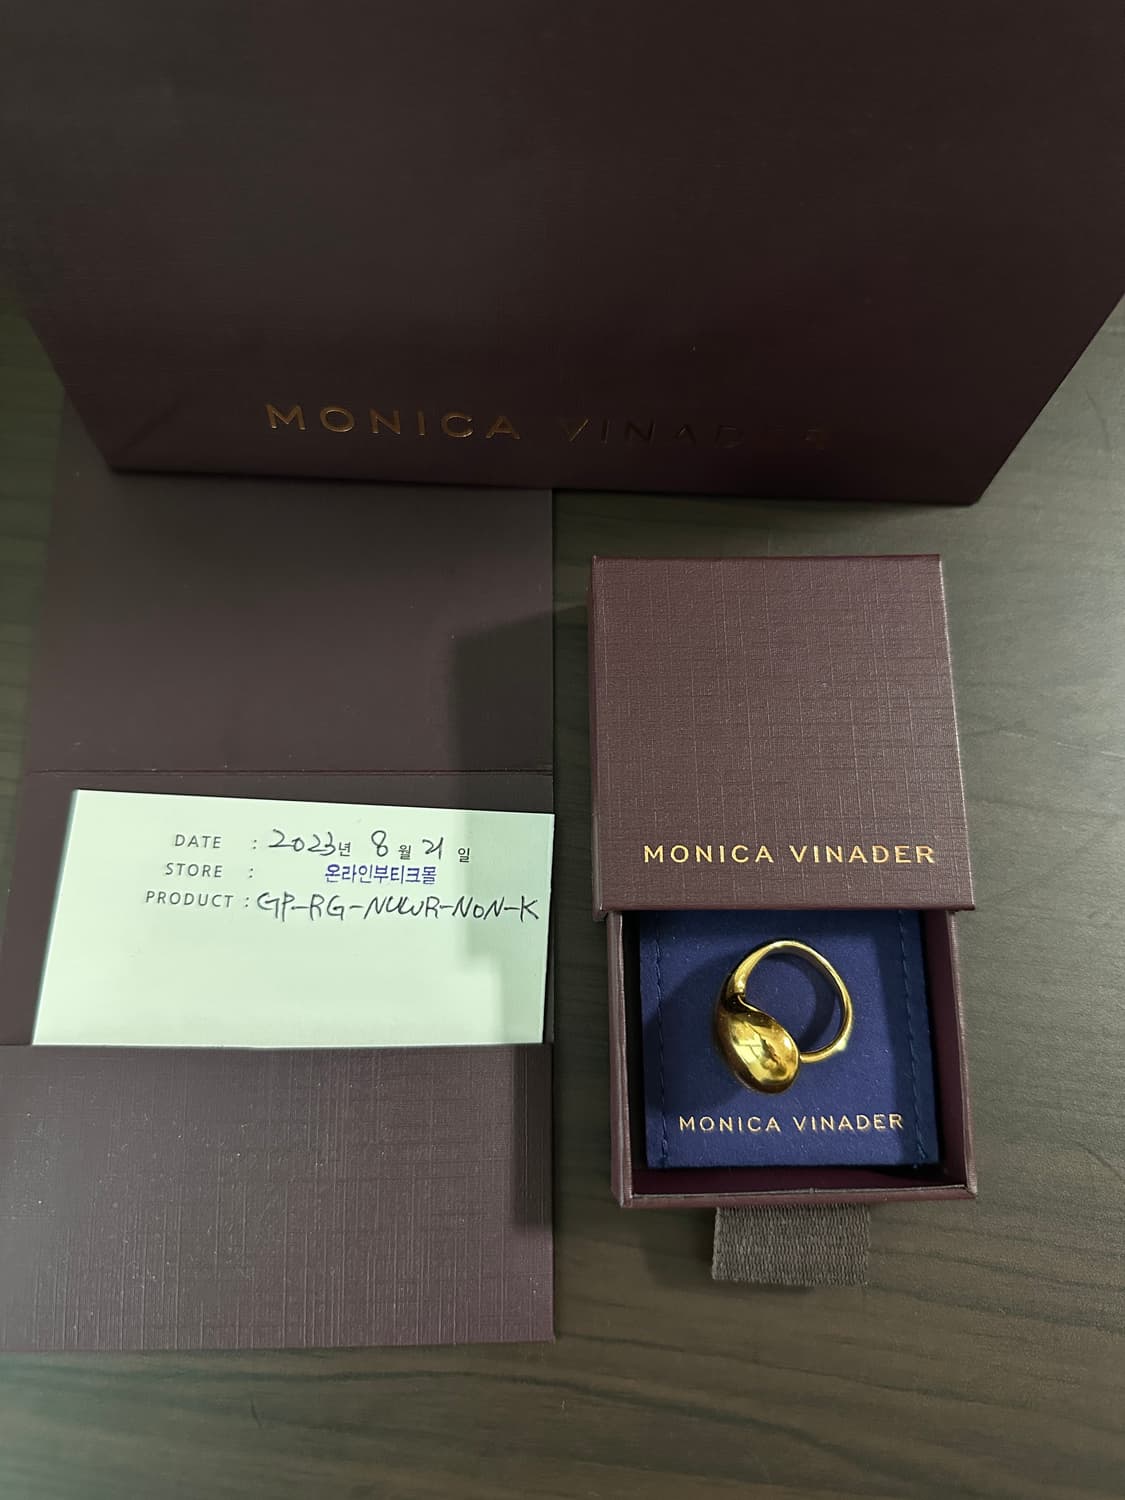 MONICA VINADER
DATE : 2023년 8월 21일
STORE : 온라인부티크몰
PRODUCT : GP-RG-NUWR-NON-K
MONICA VINADER
MONICA VINADER